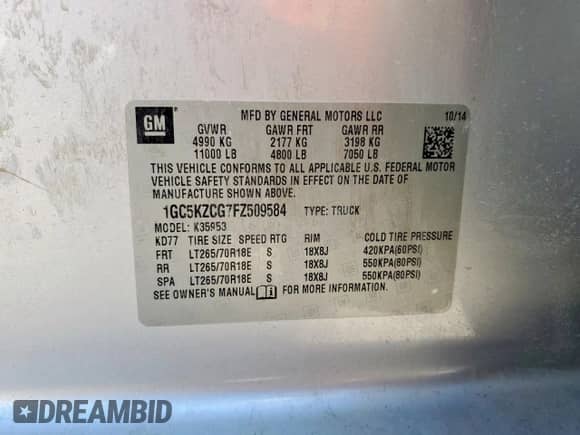 GM
MFD BY GENERAL MOTORS LLC 10/14
GVWR GAWR FRT GAWR RR
4990 KG 2177 KG 3198 KG
11000 LB 4800 LB 7050 LB
THIS VEHICLE CONFORMS TO ALL APPLICABLE U.S. FEDERAL MOTOR
VEHICLE SAFETY STANDARDS IN EFFECT ON THE DATE OF
MANUFACTURE SHOWN ABOVE.
1GC5KZCG7FZ509584 TYPE: TRUCK
MODEL: K35953
KD77 TIRE SIZE SPEED RTG RIM COLD TIRE PRESSURE
FRT LT265/70R18E S 18X8J 420KPA(60PSI)
RR LT265/70R18E S 18X8J 550KPA(80PSI)
SPA LT265/70R18E S 18X8J 550KPA(80PSI)
SEE OWNER'S MANUAL FOR MORE INFORMATION.
DREAMBID